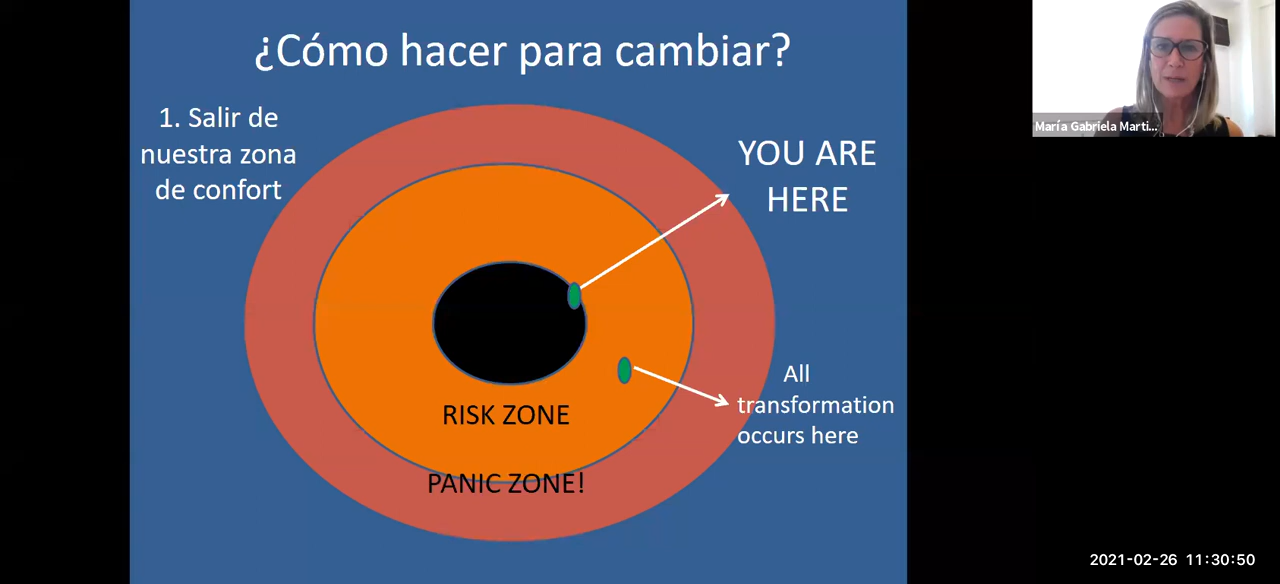 ¿Cómo hacer para cambiar?
1. Salir de
nuestra zona
de confort
YOU ARE
HERE
All
transformation
occurs here
RISK ZONE
PANIC ZONE!
María Gabriela Marti...
2021-02-26 11:30:50